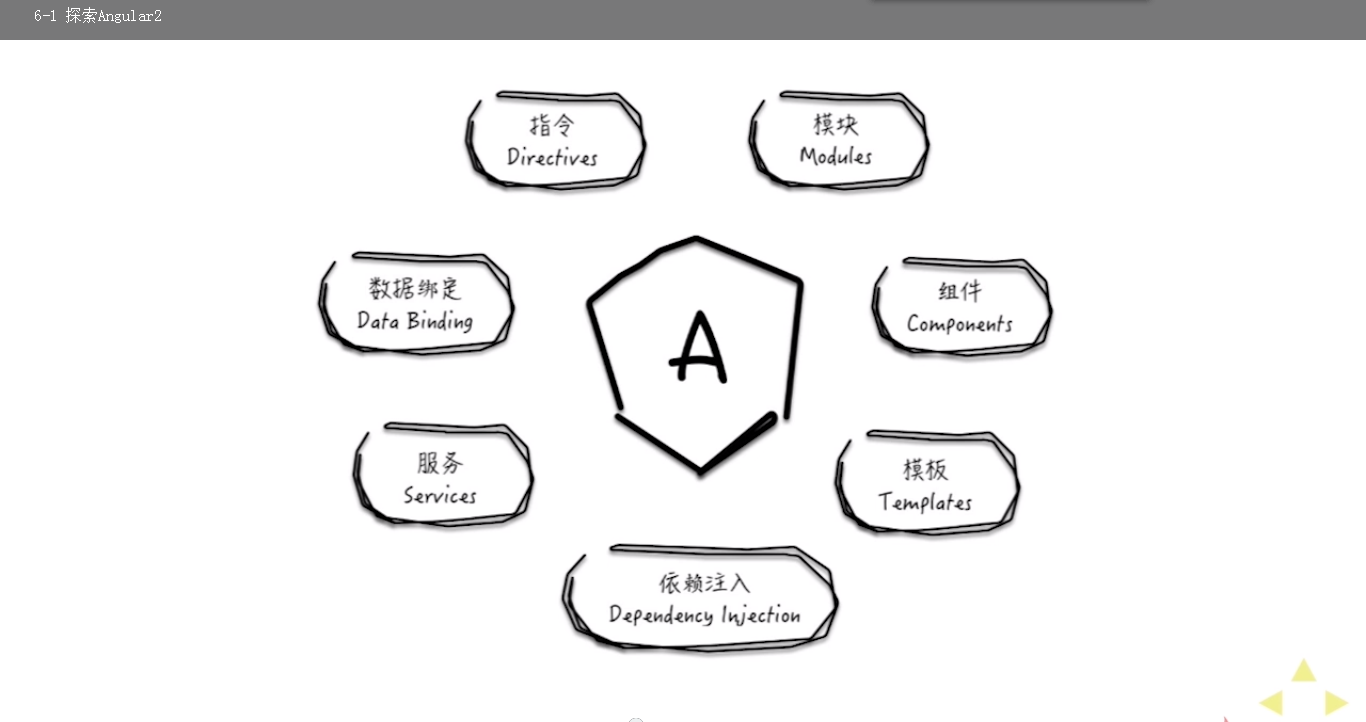 6-1 探索Angular2
指令
Directives
模块
Modules
数据绑定
Data Binding
组件
Components
A
服务
Services
模板
Templates
依赖注入
Dependency Injection